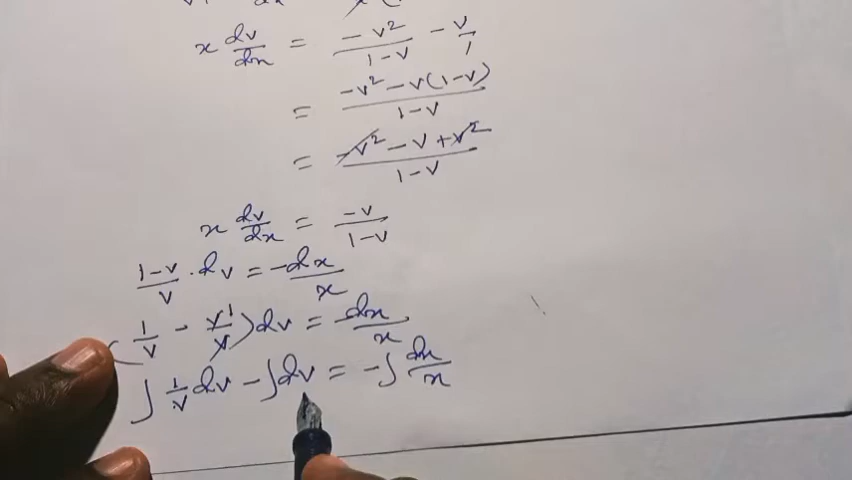 x dv/dx = -v²/1-v - v/1
= -v² - v(1-v)/1-v
= -v² - v + v²/1-v
x dv/dx = -v/1-v
1-v/v . dv = -dx/x
(1/v - v1/v) dv = -dx/x
∫ 1/v dv - ∫ dv = -∫ dx/x